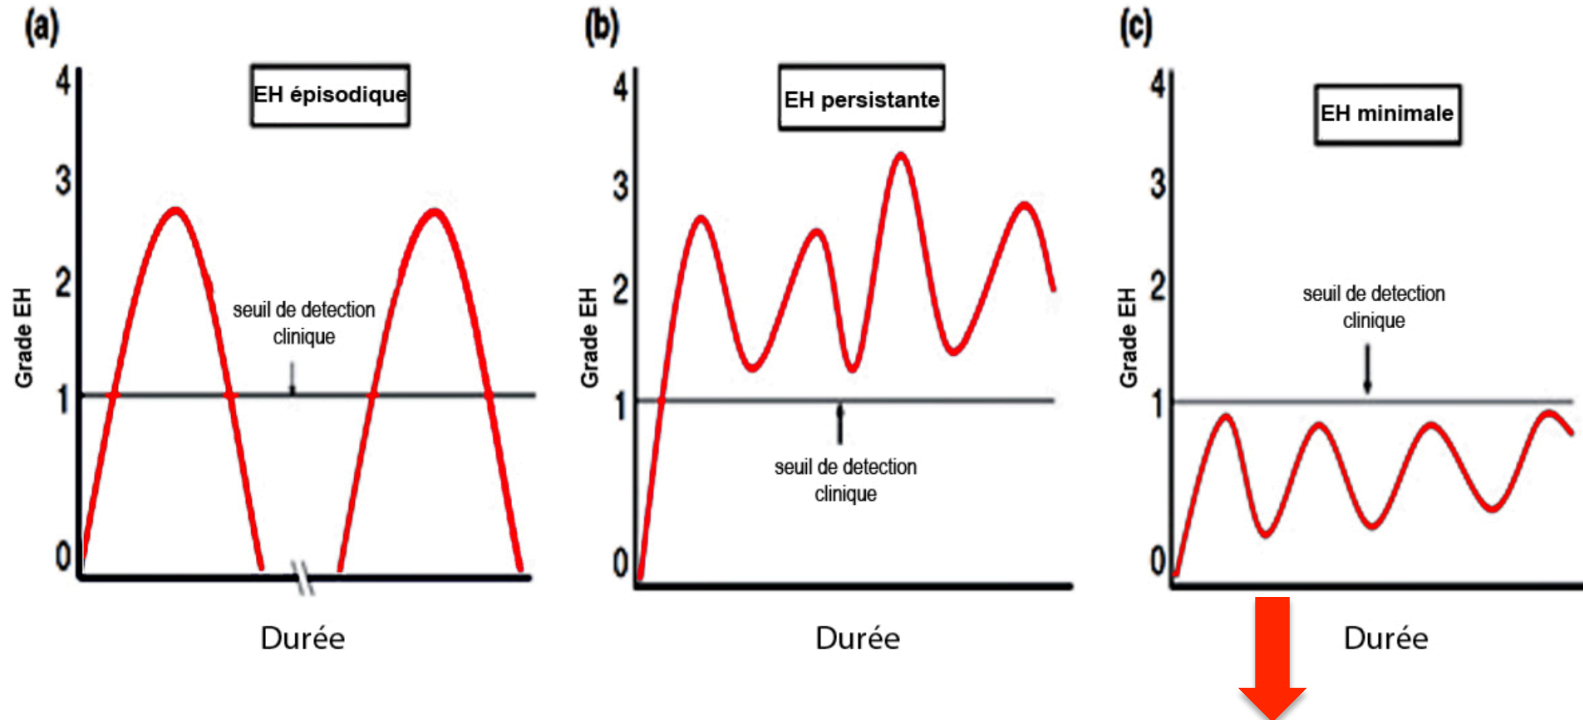 (a)
EH épisodique
4
3
2
1
0
Grade EH
seuil de detection
clinique
Durée
(b)
EH persistante
4
3
2
1
0
Grade EH
seuil de detection
clinique
Durée
(c)
EH minimale
4
3
2
1
0
Grade EH
seuil de detection
clinique
Durée